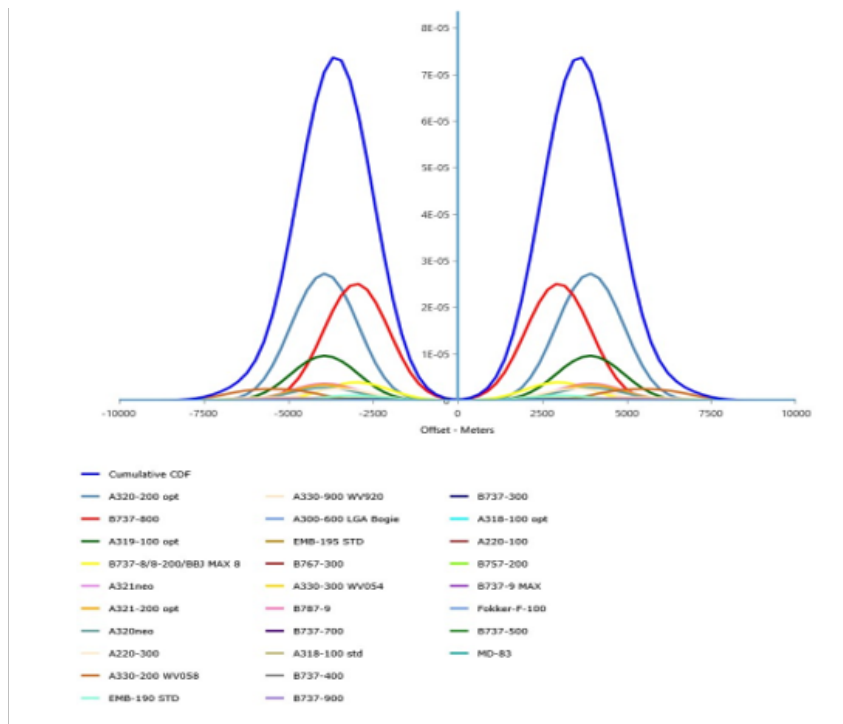 8E-05
7E-05
6E-05
5E-05
4E-05
3E-05
2E-05
1E-05
-10000 -7500 -5000 -2500 0 2500 5000 7500 10000
Offset - Meters
Cumulative CDF
A320-200 opt A330-900 WV920 B737-300
B737-800 A300-600 LGA Bogie A318-100 opt
A319-100 opt EMB-195 STD A220-100
B737-8/8-200/BBJ MAX 8 B767-300 B757-200
A321neo A330-300 WV054 B737-9 MAX
A321-200 opt B787-9 Fokker-F-100
A320neo B737-700 B737-500
A220-300 A318-100 std MD-83
A330-200 WV058 B737-400
EMB-190 STD B737-900